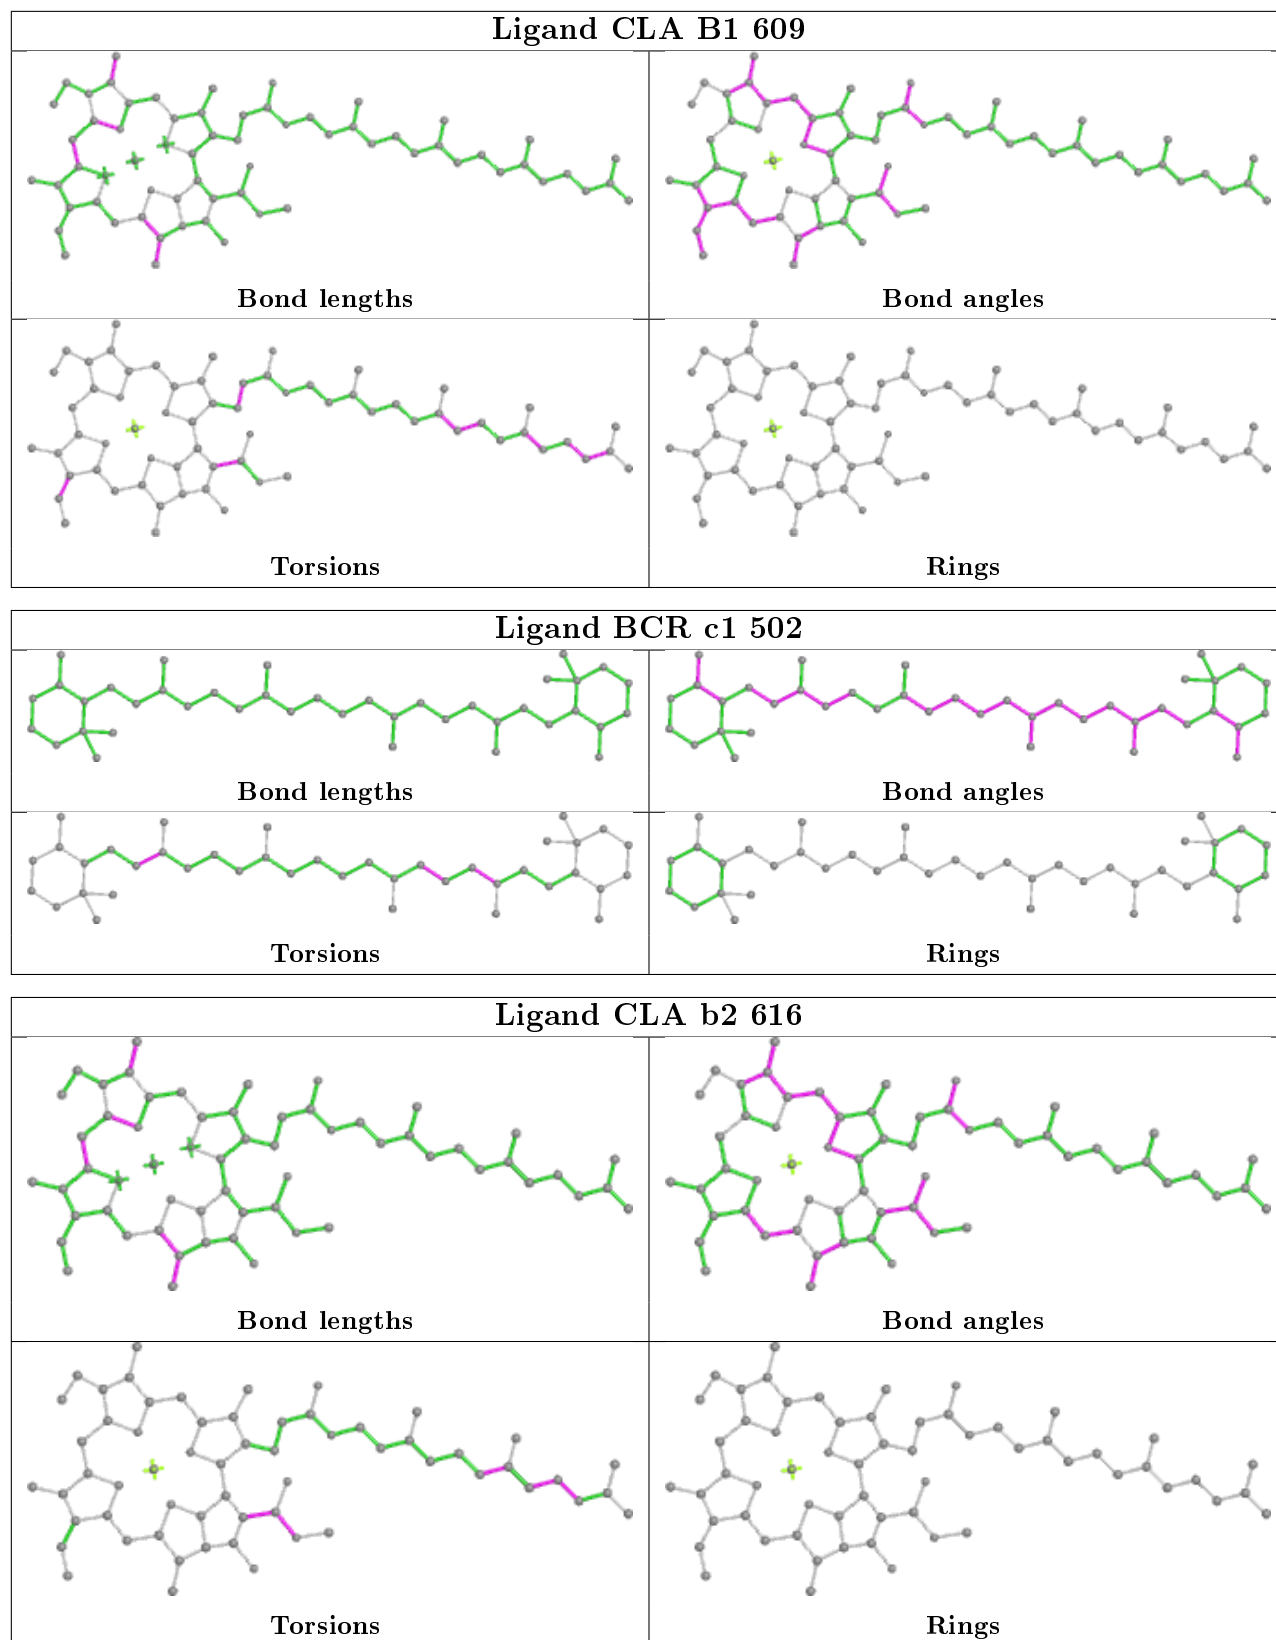 Ligand CLA B1 609
Bond lengths
Bond angles
Torsions
Rings
Ligand BCR c1 502
Bond lengths
Bond angles
Torsions
Rings
Ligand CLA b2 616
Bond lengths
Bond angles
Torsions
Rings